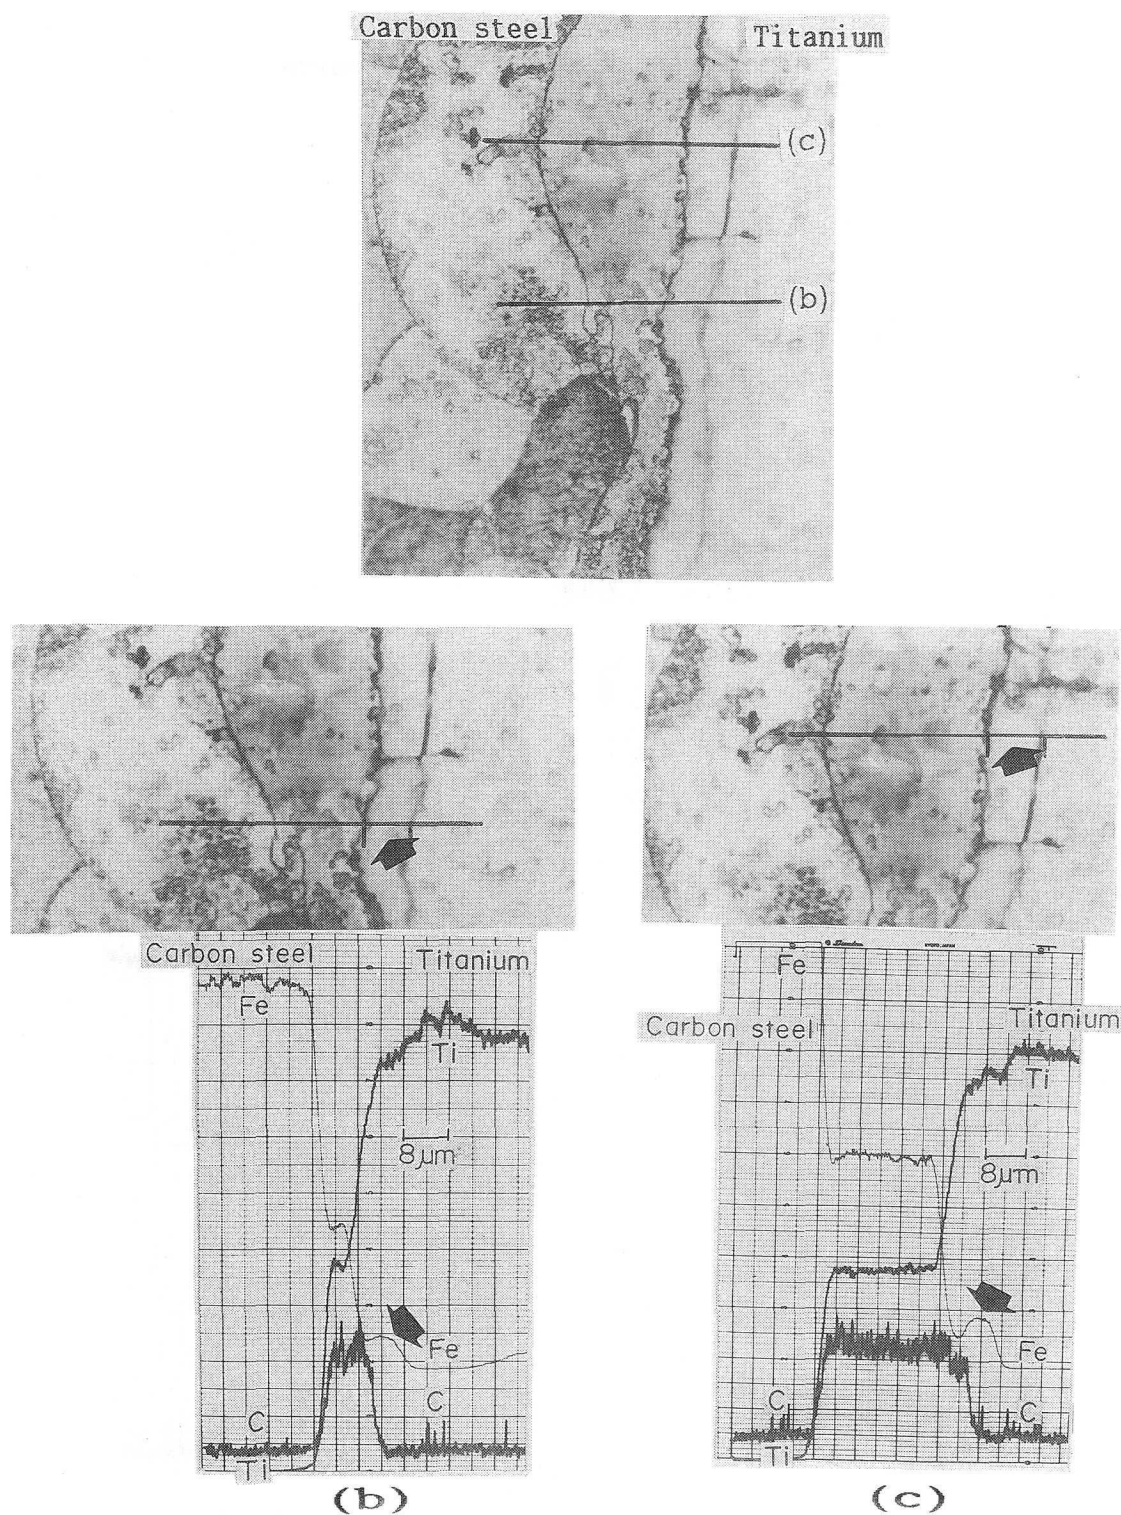 Carbon steel
Titanium
(c)
(b)
Carbon steel
Titanium
Fe
Ti
8μm
Fe
C
C
Ti
(b)
Fe
Carbon steel
Titanium
Ti
8μm
Fe
C
C
Ti
(c)